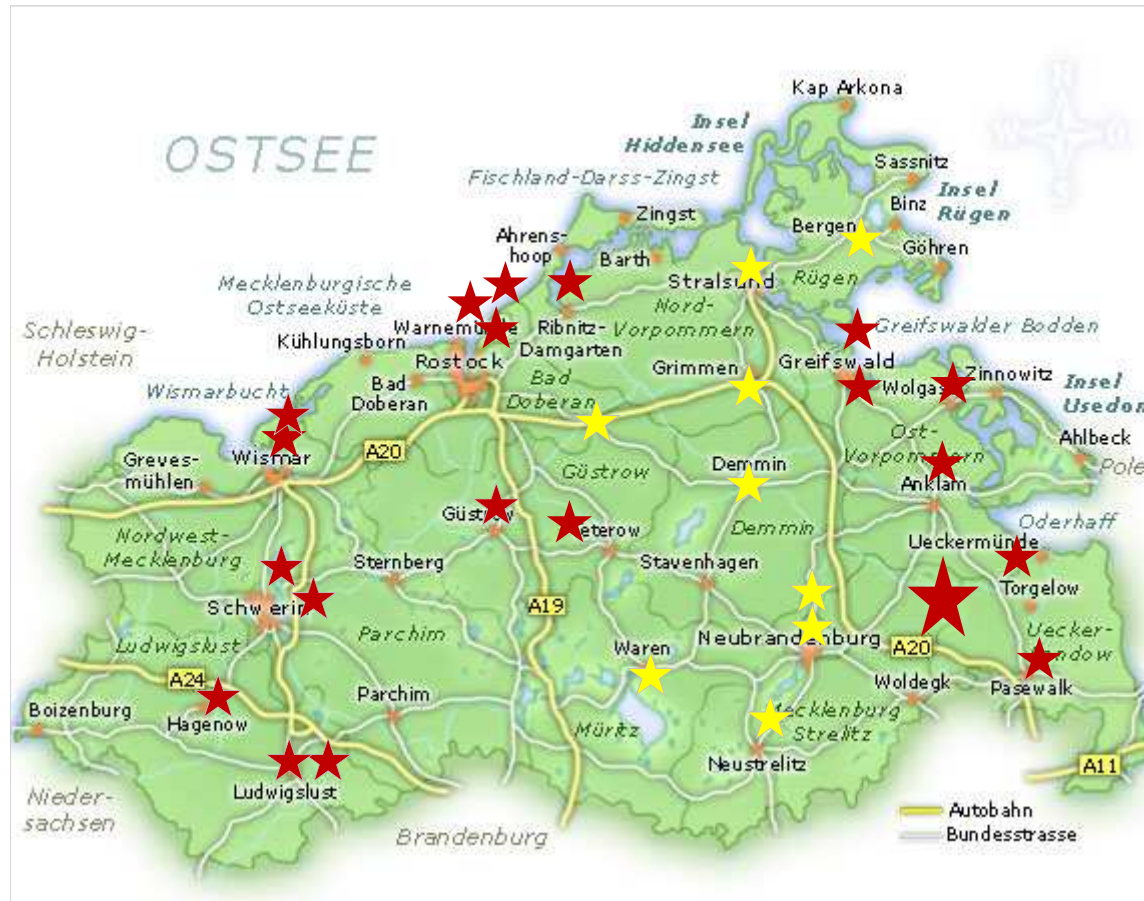 Kap Arkona
Insel
Hiddensee
OSTSEE
Sassnitz
Fischland-Darss-Zingst
Insel
Rügen
Binz
Zingst
Bergen
Ahrens-
hoop
Göhren
Barth
Stralsund
Rügen
Mecklenburgische
Ostseeküste
Nord-
Vorpommern
Schleswig-
Holstein
Warnemünde
Ribnitz-
Damgarten
Greifswalder Bodden
Kühlungsborn
Rostock
Grimmen
Greifswald
Bad
Doberan
Bad
Doberan
Wolgast
Zinnowitz
Insel
Usedom
Wismarbucht
Ost-
Vorpommern
Ahlbeck
Wismar
A20
Greves-
mühlen
Güstrow
Demmin
Pole
Anklam
Güstrow
Nordwest-
Mecklenburg
Demmin
Oderhaff
Ueckermünde
Sternberg
eterow
Stavenhagen
Torgelow
Schwerin
A19
Ludwigslust
Parchim
Waren
Neubrandenburg
A20
Uecker-
Randow
A24
Parchim
Woldegk
Pasewalk
Boizenburg
Hagenow
Müritz
Mecklenburg
Strelitz
Neustrelitz
A11
Ludwigslust
Nieder-
sachsen
Brandenburg
Autobahn
Bundesstrasse